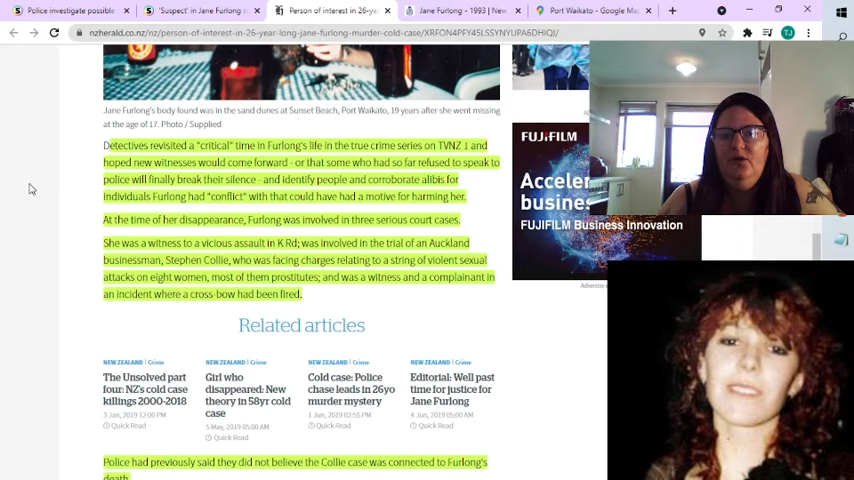 Police investigate possible
'Suspect' in Jane Furlong c
Person of interest in 26-ye
Jane Furlong - 1993 | New
Port Waikato - Google Ma
nzherald.co.nz/nz/person-of-interest-in-26-year-long-jane-furlong-murder-cold-case/XRFON4PFY45LSSYNYUPA6DHIQI/
TJ
Jane Furlong's body found was in the sand dunes at Sunset Beach, Port Waikato, 19 years after she went missing
at the age of 17. Photo / Supplied
Detectives revisited a "critical" time in Furlong's life in the true crime series on TVNZ 1 and
hoped new witnesses would come forward - or that some who had so far refused to speak to
police will finally break their silence - and identify people and corroborate alibis for
individuals Furlong had "conflict" with that could have had a motive for harming her.
At the time of her disappearance, Furlong was involved in three serious court cases.
She was a witness to a vicious assault in K Rd; was involved in the trial of an Auckland
businessman, Stephen Collie, who was facing charges relating to a string of violent sexual
attacks on eight women, most of them prostitutes; and was a witness and a complainant in
an incident where a cross-bow had been fired.
FUJIFILM
Acceler
busines
FUJIFILM Business Innovation
Related articles
NEW ZEALAND | Crime
The Unsolved part
four: NZ's cold case
killings 2000-2018
3 Jan, 2019 12:00 PM
Quick Read
NEW ZEALAND | Crime
Girl who
disappeared: New
theory in 58yr cold
case
5 May, 2019 05:00 AM
Quick Read
NEW ZEALAND | Crime
Cold case: Police
chase leads in 26yo
murder mystery
1 Jun, 2019 02:55 PM
Quick Read
NEW ZEALAND | Crime
Editorial: Well past
time for justice for
Jane Furlong
4 Jun, 2019 05:00 AM
Quick Read
Police had previously said they did not believe the Collie case was connected to Furlong's
death.